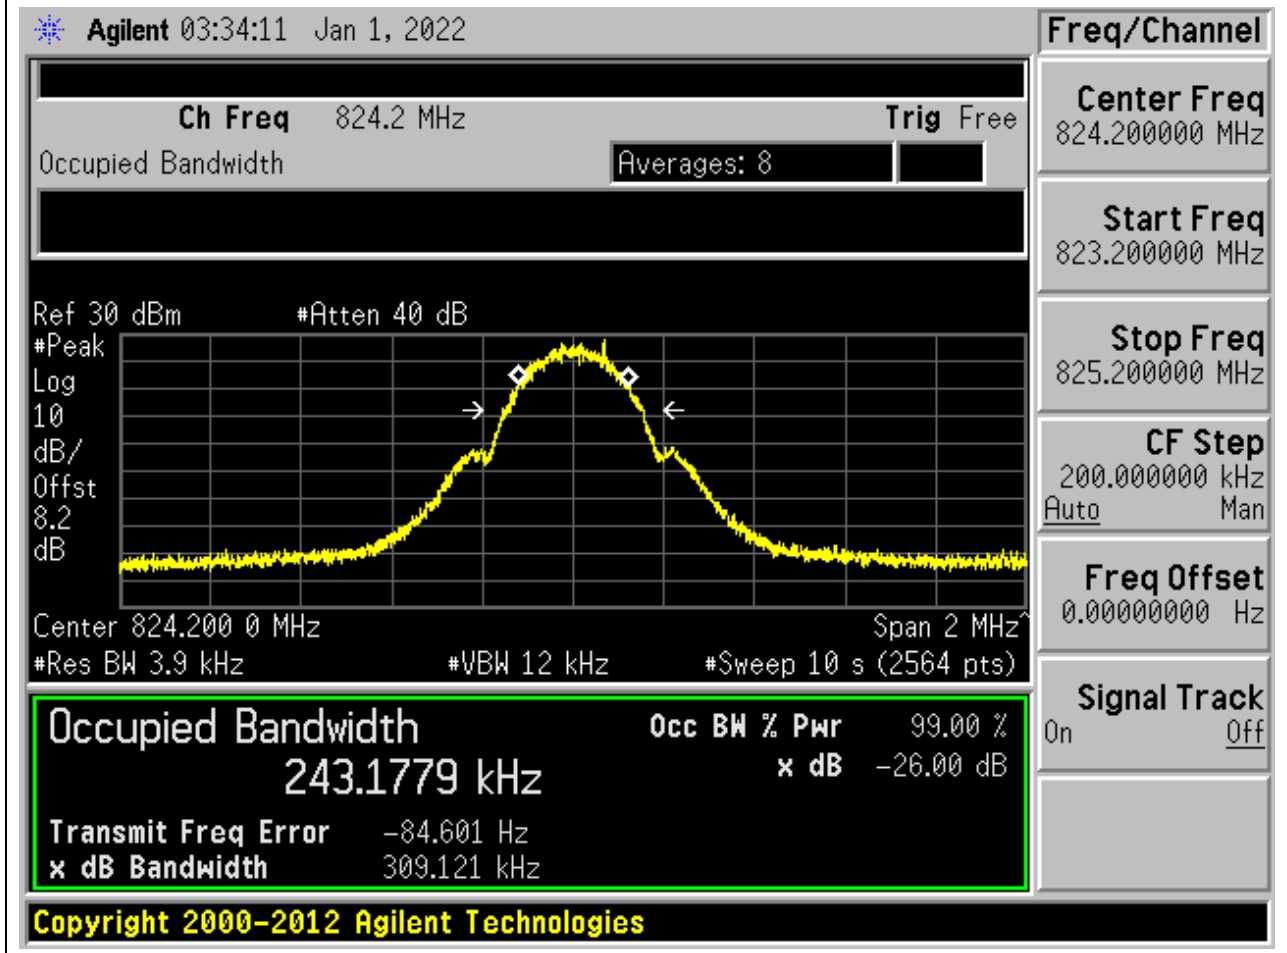 Agilent 03:34:11 Jan 1, 2022
Freq/Channel
Ch Freq 824.2 MHz Trig Free
Occupied Bandwidth Averages: 8
Ref 30 dBm #Atten 40 dB
#Peak
Log
10
dB/
Offst
8.2
dB
Center 824.200 0 MHz Span 2 MHz^
#Res BW 3.9 kHz #VBW 12 kHz #Sweep 10 s (2564 pts)
Occupied Bandwidth Occ BW % Pwr 99.00 %
243.1779 kHz x dB -26.00 dB
Transmit Freq Error -84.601 Hz
x dB Bandwidth 309.121 kHz
Copyright 2000-2012 Agilent Technologies
Center Freq
824.200000 MHz
Start Freq
823.200000 MHz
Stop Freq
825.200000 MHz
CF Step
200.000000 kHz
Auto Man
Freq Offset
0.00000000 Hz
Signal Track
On Off